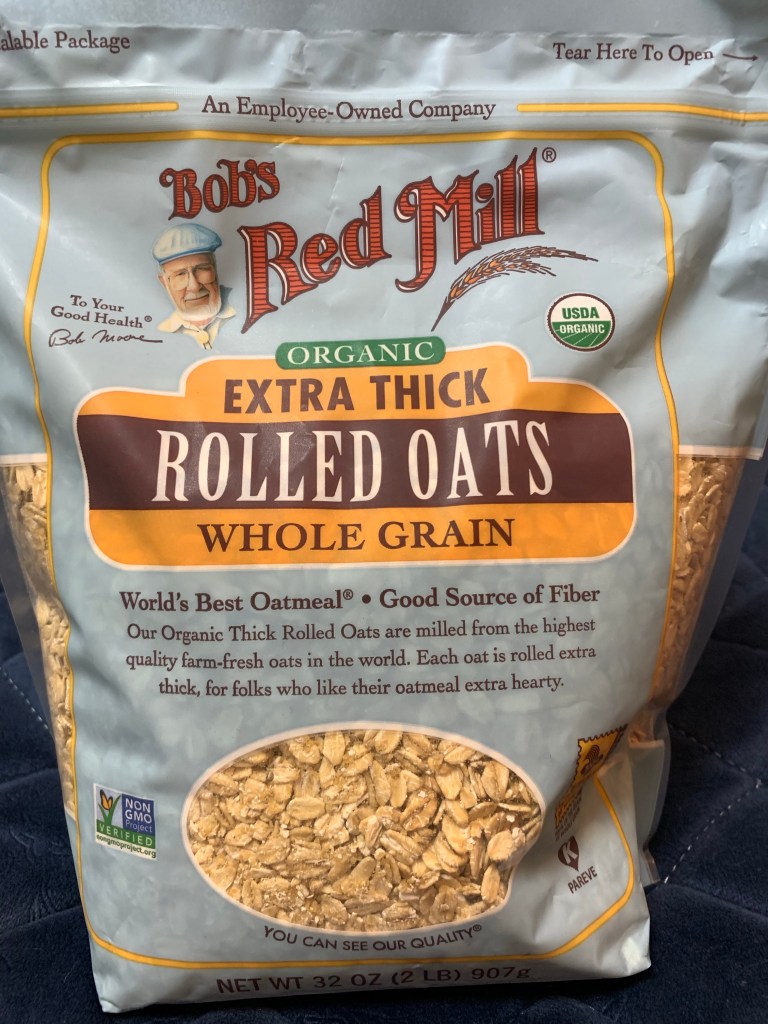 alable Package
Tear Here To Open
An Employee-Owned Company
Bob's
Red Mill®
To Your
Good Health®
Bob Moore
USDA
ORGANIC
ORGANIC
EXTRA THICK
ROLLED OATS
WHOLE GRAIN
World's Best Oatmeal® • Good Source of Fiber
Our Organic Thick Rolled Oats are milled from the highest
quality farm-fresh oats in the world. Each oat is rolled extra
thick, for folks who like their oatmeal extra hearty.
NON
GMO
Project
VERIFIED
nongmoproject.org
K
PAREVE
YOU CAN SEE OUR QUALITY®
NET WT 32 OZ (2 LB) 907g